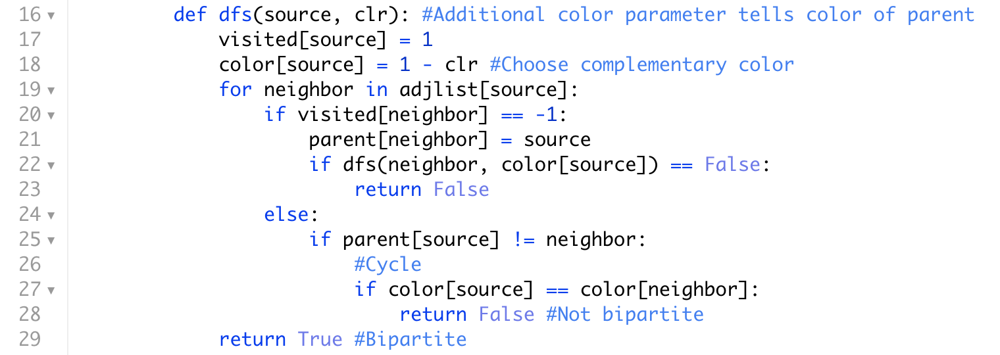 16 ▼ def dfs(source, clr): #Additional color parameter tells color of parent
17 visited[source] = 1
18 color[source] = 1 - clr #Choose complementary color
19 ▼ for neighbor in adjlist[source]:
20 ▼ if visited[neighbor] == -1:
21 parent[neighbor] = source
22 ▼ if dfs(neighbor, color[source]) == False:
23 return False
24 ▼ else:
25 ▼ if parent[source] != neighbor:
26 #Cycle
27 ▼ if color[source] == color[neighbor]:
28 return False #Not bipartite
29 return True #Bipartite